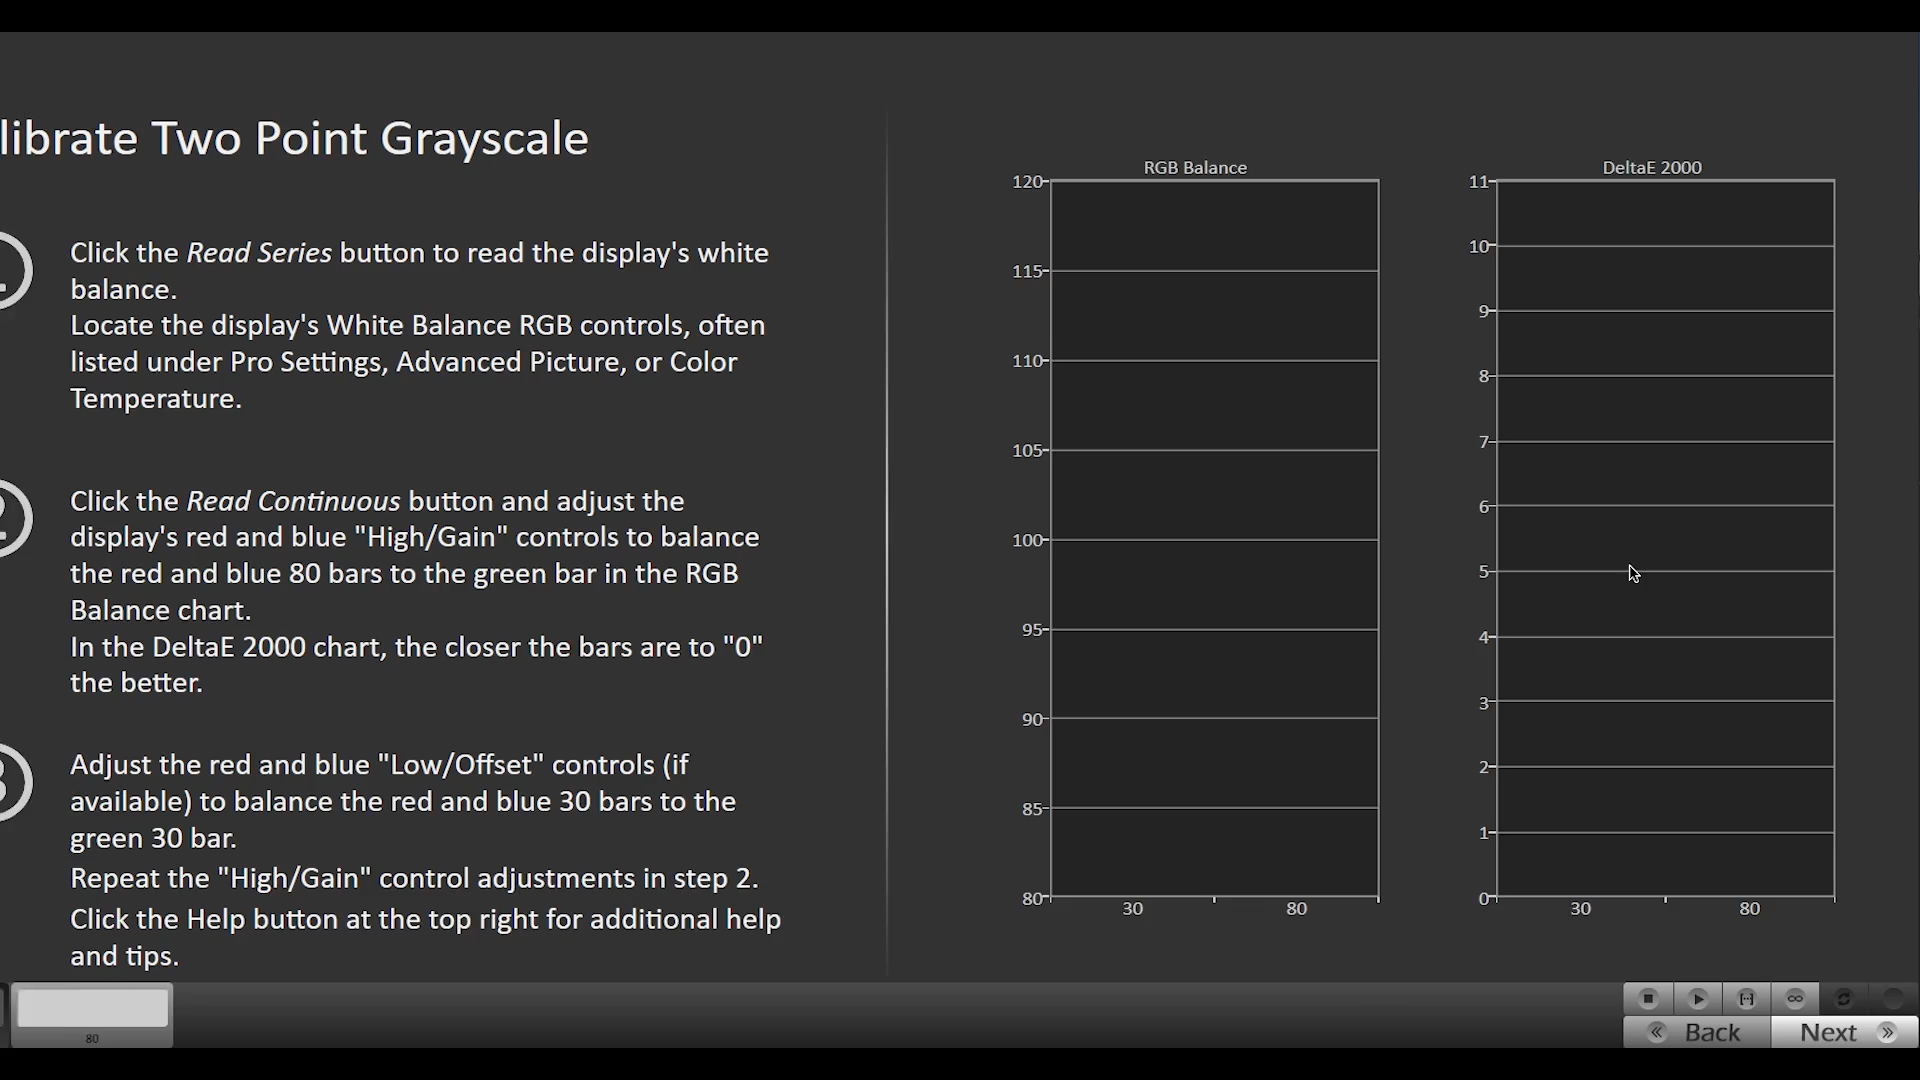 librate Two Point Grayscale
Click the Read Series button to read the display's white
balance.
Locate the display's White Balance RGB controls, often
listed under Pro Settings, Advanced Picture, or Color
Temperature.
2
Click the Read Continuous button and adjust the
display's red and blue "High/Gain" controls to balance
the red and blue 80 bars to the green bar in the RGB
Balance chart.
In the DeltaE 2000 chart, the closer the bars are to "0"
the better.
3
Adjust the red and blue "Low/Offset" controls (if
available) to balance the red and blue 30 bars to the
green 30 bar.
Repeat the "High/Gain" control adjustments in step 2.
Click the Help button at the top right for additional help
and tips.
RGB Balance
120
115
110
105
100
95
90
85
80
30 80
DeltaE 2000
11
10
9
8
7
6
5
4
3
2
1
0
30 80
80
Back Next